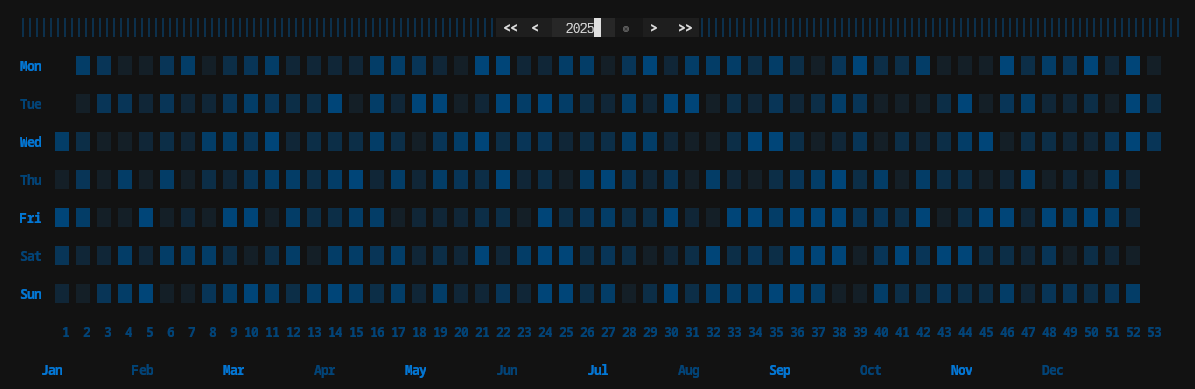 << < 2025 > >>
Mon
Tue
Wed
Thu
Fri
Sat
Sun
1 2 3 4 5 6 7 8 9 10 11 12 13 14 15 16 17 18 19 20 21 22 23 24 25 26 27 28 29 30 31 32 33 34 35 36 37 38 39 40 41 42 43 44 45 46 47 48 49 50 51 52 53
Jan Feb Mar Apr May Jun Jul Aug Sep Oct Nov Dec